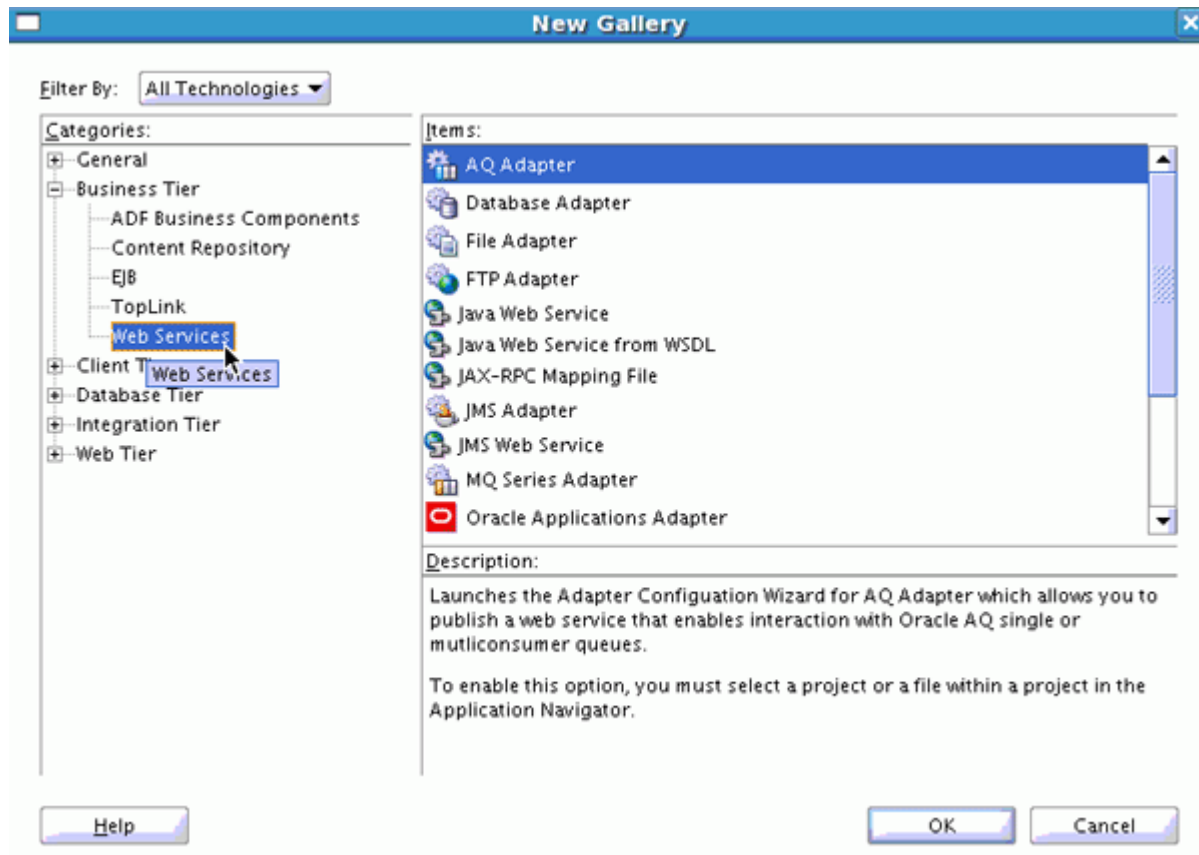 New Gallery
Filter By: All Technologies
Categories:
General
Business Tier
ADF Business Components
Content Repository
EJB
TopLink
Web Services
Client T
Web Services
Database Tier
Integration Tier
Web Tier
Items:
AQ Adapter
Database Adapter
File Adapter
FTP Adapter
Java Web Service
Java Web Service from WSDL
JAX-RPC Mapping File
JMS Adapter
JMS Web Service
MQ Series Adapter
Oracle Applications Adapter
Description:
Launches the Adapter Configuation Wizard for AQ Adapter which allows you to
publish a web service that enables interaction with Oracle AQ single or
mutliconsumer queues.
To enable this option, you must select a project or a file within a project in the
Application Navigator.
Help
OK
Cancel